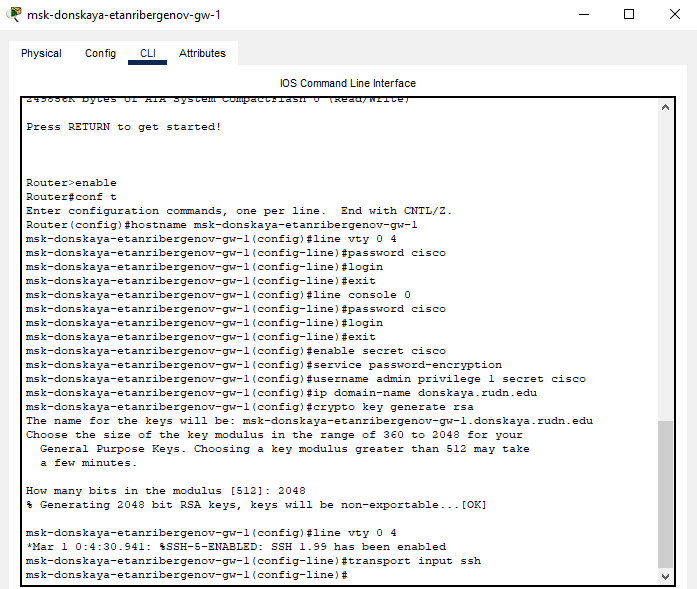 msk-donskaya-etanribergenov-gw-1
Physical Config CLI Attributes
IOS Command Line Interface
249856K bytes of ATA System CompactFlash 0 (Read/Write)
Press RETURN to get started!
Router>enable
Router#conf t
Enter configuration commands, one per line.  End with CNTL/Z.
Router(config)#hostname msk-donskaya-etanribergenov-gw-1
msk-donskaya-etanribergenov-gw-1(config)#line vty 0 4
msk-donskaya-etanribergenov-gw-1(config-line)#password cisco
msk-donskaya-etanribergenov-gw-1(config-line)#login
msk-donskaya-etanribergenov-gw-1(config-line)#exit
msk-donskaya-etanribergenov-gw-1(config)#line console 0
msk-donskaya-etanribergenov-gw-1(config-line)#password cisco
msk-donskaya-etanribergenov-gw-1(config-line)#login
msk-donskaya-etanribergenov-gw-1(config-line)#exit
msk-donskaya-etanribergenov-gw-1(config)#enable secret cisco
msk-donskaya-etanribergenov-gw-1(config)#service password-encryption
msk-donskaya-etanribergenov-gw-1(config)#username admin privilege 1 secret cisco
msk-donskaya-etanribergenov-gw-1(config)#ip domain-name donskaya.rudn.edu
msk-donskaya-etanribergenov-gw-1(config)#crypto key generate rsa
The name for the keys will be: msk-donskaya-etanribergenov-gw-1.donskaya.rudn.edu
Choose the size of the key modulus in the range of 360 to 2048 for your
  General Purpose Keys. Choosing a key modulus greater than 512 may take
  a few minutes.
How many bits in the modulus [512]: 2048
% Generating 2048 bit RSA keys, keys will be non-exportable...[OK]
msk-donskaya-etanribergenov-gw-1(config)#line vty 0 4
*Mar 1 0:4:30.941: %SSH-5-ENABLED: SSH 1.99 has been enabled
msk-donskaya-etanribergenov-gw-1(config-line)#transport input ssh
msk-donskaya-etanribergenov-gw-1(config-line)#